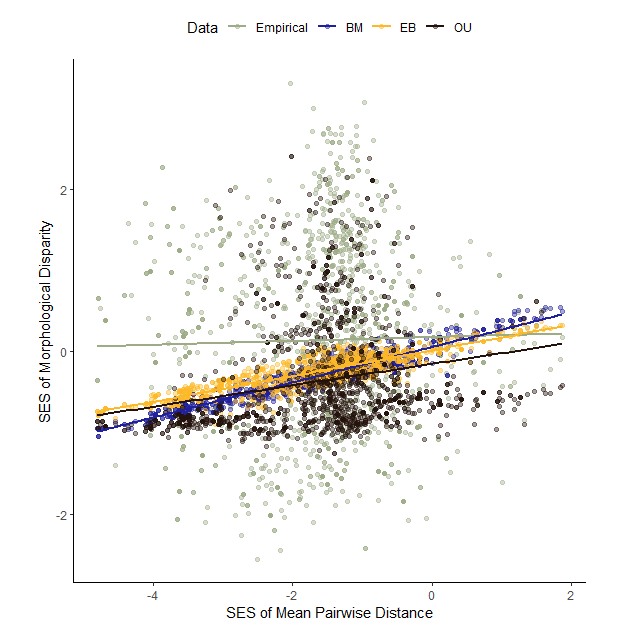 Data Empirical BM EB OU
SES of Morphological Disparity
2
0
-2
-4 -2 0 2
SES of Mean Pairwise Distance